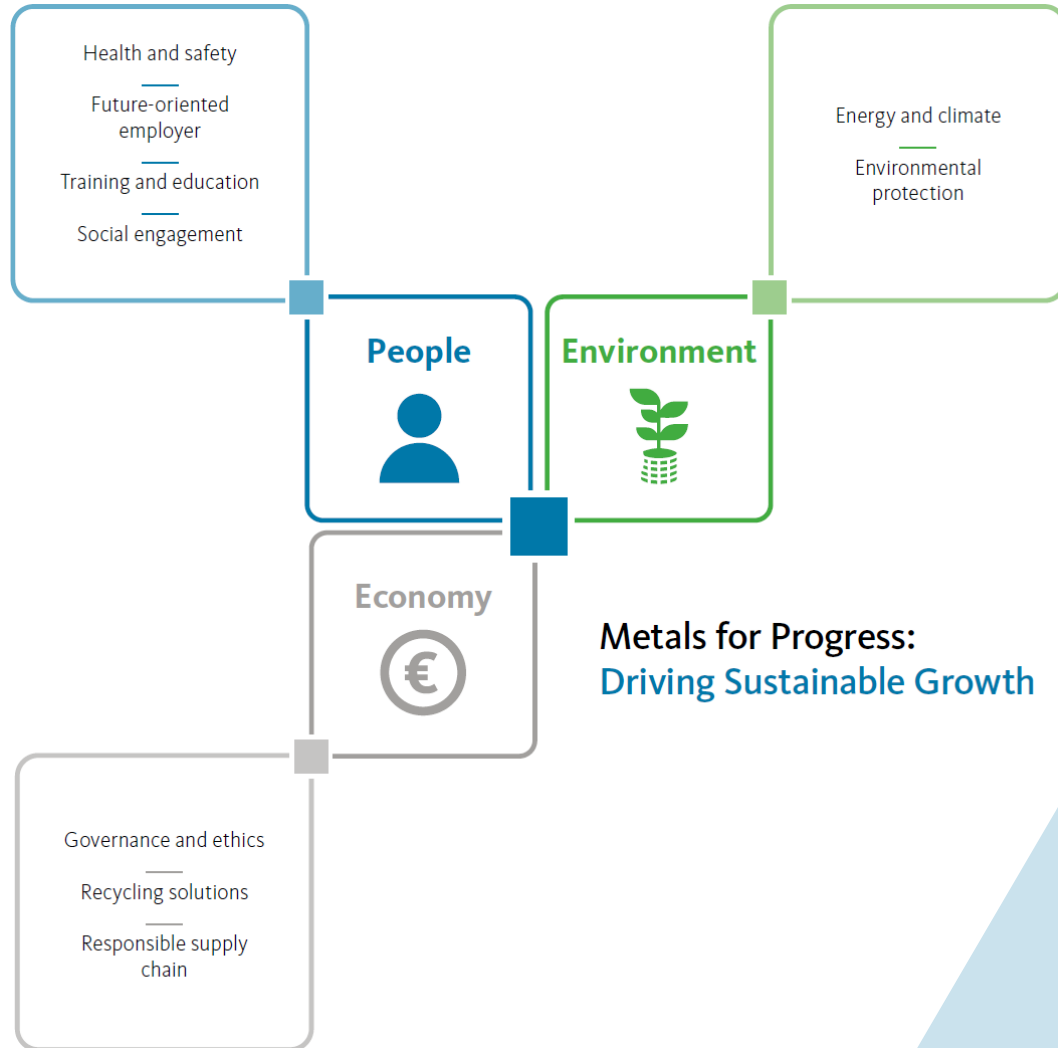 Health and safety
Future-oriented
employer
Training and education
Social engagement
Energy and climate
Environmental
protection
People
Environment
Economy
€
Metals for Progress:
Driving Sustainable Growth
Governance and ethics
Recycling solutions
Responsible supply
chain